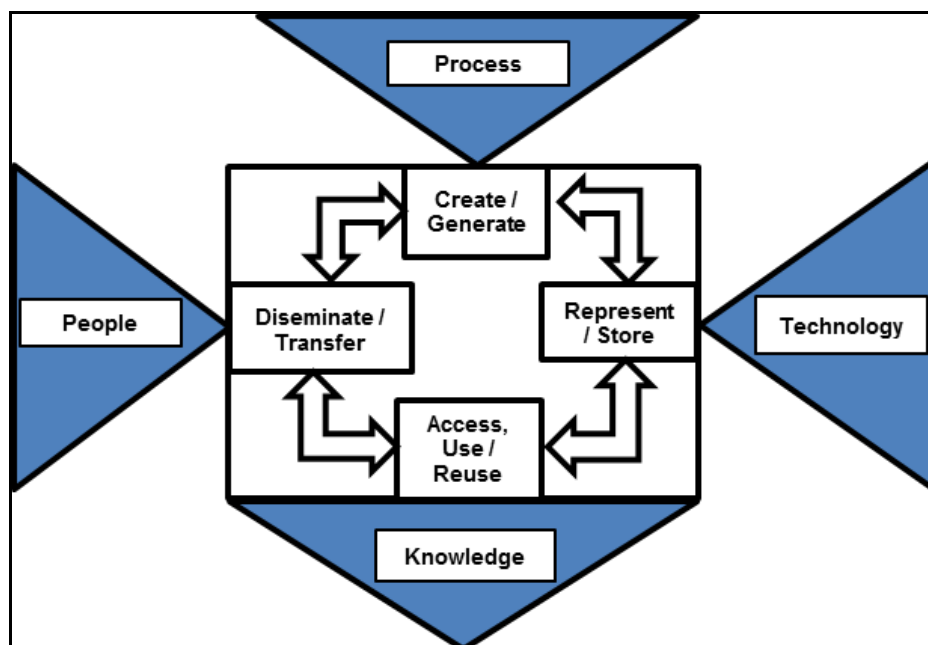 Process
Create /
Generate
People
Diseminate /
Transfer
Represent
/ Store
Technology
Access,
Use /
Reuse
Knowledge